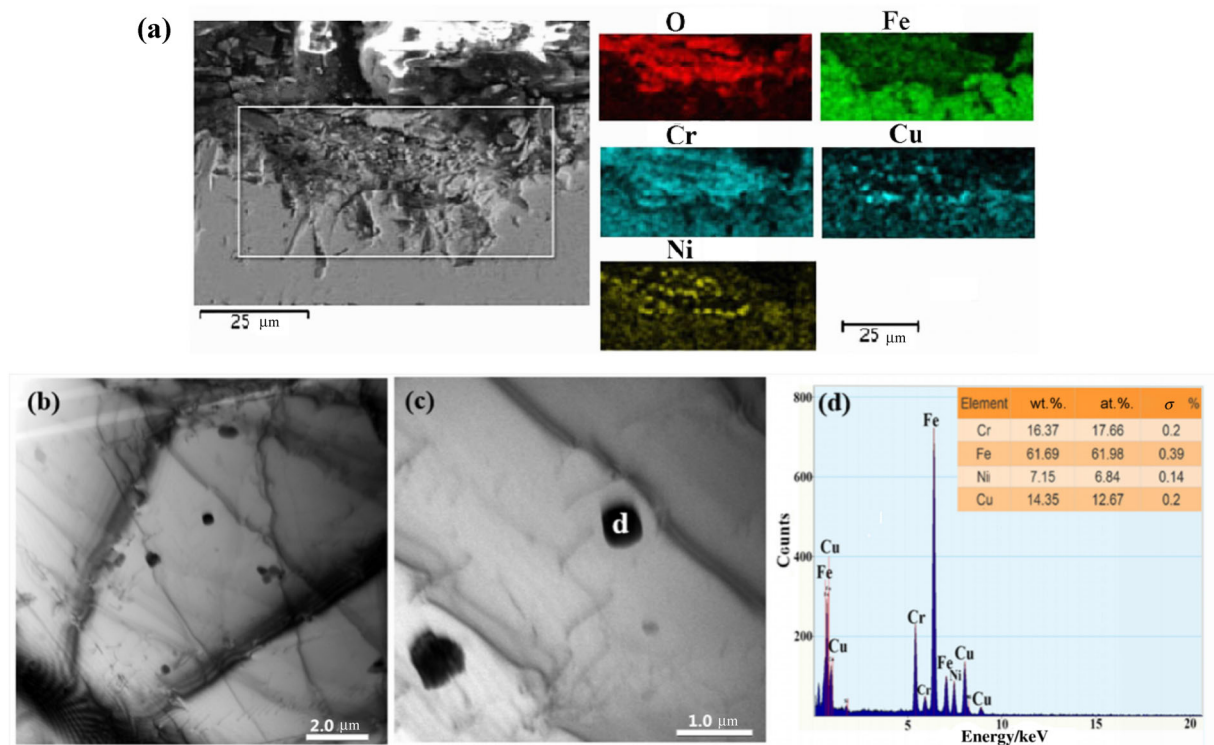 (a)
O
Fe
Cr
Cu
Ni
25 μm
25 μm
(b)
2.0 μm
(c)
d
1.0 μm
(d)
Element wt.%. at.%. σ %
Cr 16.37 17.66 0.2
Fe 61.69 61.98 0.39
Ni 7.15 6.84 0.14
Cu 14.35 12.67 0.2
800
600
400
200
Counts
Cu
Fe
Cu
Cr
Cr
Fe
Fe
Ni
Cu
Cu
5 10 15 20
Energy/keV